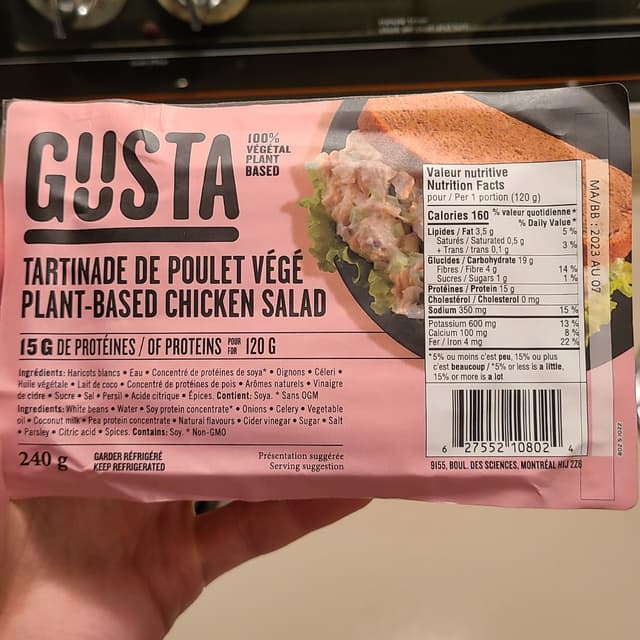 GUSTA
100%
VÉGÉTAL
PLANT
BASED
TARTINADE DE POULET VÉGÉ
PLANT-BASED CHICKEN SALAD
15 G DE PROTÉINES / OF PROTEINS POUR FOR 120 G
Ingrédients: Haricots blancs • Eau • Concentré de protéines de soya* • Oignons • Céleri •
Huile végétale • Lait de coco • Concentré de protéines de pois • Arômes naturels • Vinaigre
de cidre • Sucre • Sel • Persil • Acide citrique • Épices. Contient: Soya. * Sans OGM
Ingredients: White beans • Water • Soy protein concentrate* • Onions • Celery • Vegetable
oil • Coconut milk • Pea protein concentrate • Natural flavours • Cider vinegar • Sugar • Salt
• Parsley • Citric acid • Spices. Contains: Soy. * Non-GMO
240 g
GARDER RÉFRIGÉRÉ
KEEP REFRIGERATED
Présentation suggérée
Serving suggestion
Valeur nutritive
Nutrition Facts
pour / Per 1 portion (120 g)
Calories 160 % valeur quotidienne*
% Daily Value*
Lipides / Fat 3,5 g 5 %
Saturés / Saturated 0,5 g
+ Trans / trans 0,1 g 3 %
Glucides / Carbohydrate 19 g
Fibres / Fibre 4 g 14 %
Sucres / Sugars 1 g 1 %
Protéines / Protein 15 g
Cholestérol / Cholesterol 0 mg
Sodium 350 mg 15 %
Potassium 600 mg 13 %
Calcium 100 mg 8 %
Fer / Iron 4 mg 22 %
*5% ou moins c'est peu, 15% ou plus
c'est beaucoup / *5% or less is a little,
15% or more is a lot
6 27552 10802 4
9155, BOUL. DES SCIENCES, MONTRÉAL H1J 2Z6
MA/BB : 2023 AU 07